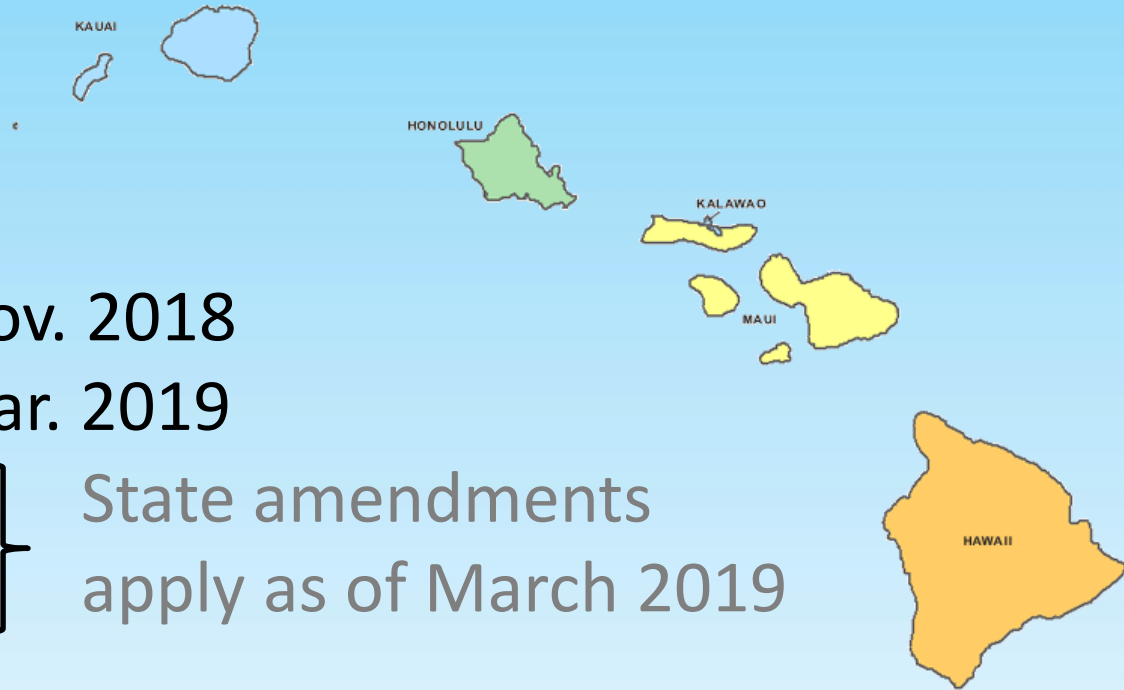 KAUAI
HONOLULU
KALAWAO
MAUI
ov. 2018
ar. 2019
State amendments
apply as of March 2019
HAWAII